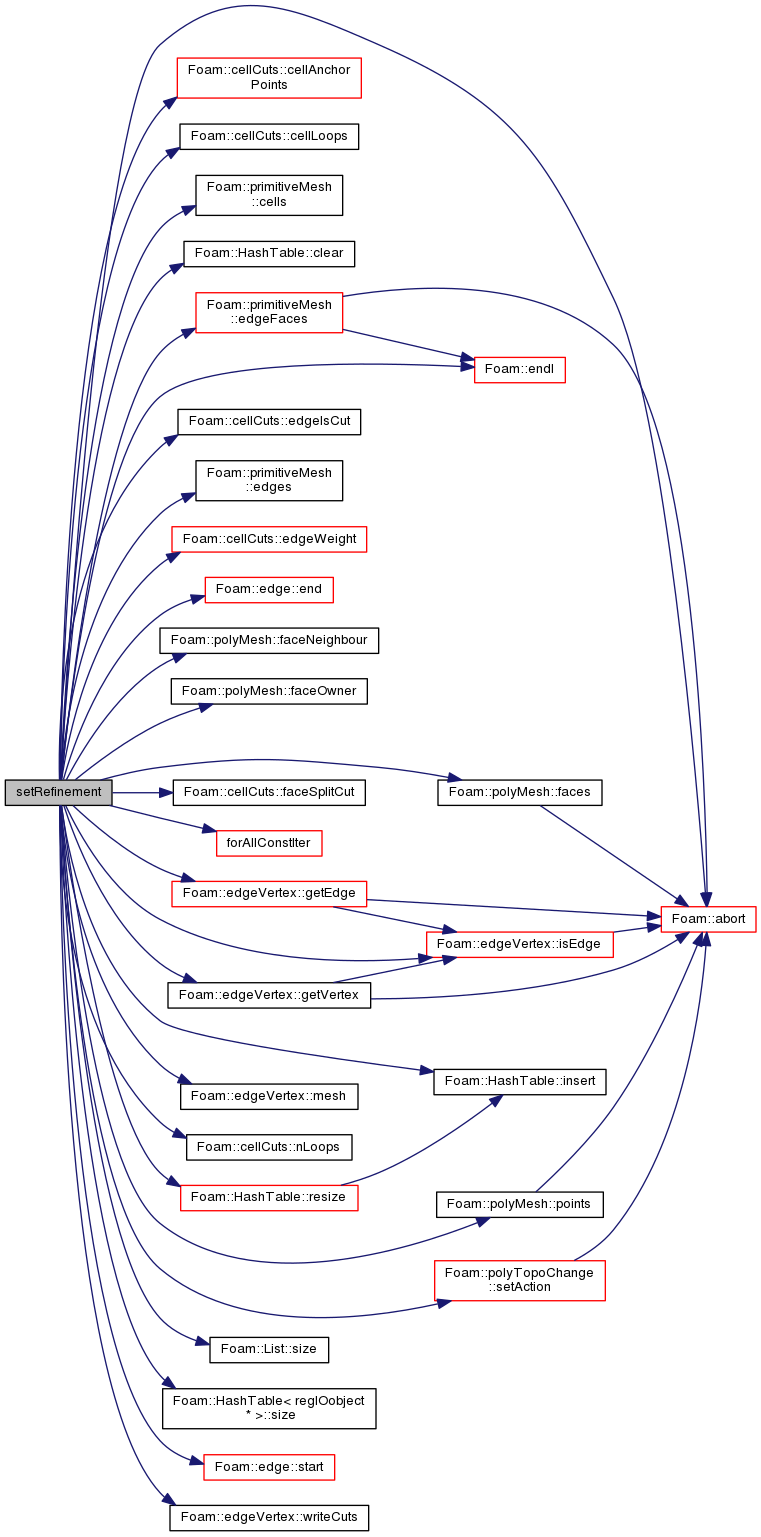 Foam::cellCuts::cellAnchor
Points
Foam::cellCuts::cellLoops
Foam::primitiveMesh
::cells
Foam::HashTable::clear
Foam::primitiveMesh
::edgeFaces
Foam::endl
Foam::cellCuts::edgeIsCut
Foam::primitiveMesh
::edges
Foam::cellCuts::edgeWeight
Foam::edge::end
Foam::polyMesh::faceNeighbour
Foam::polyMesh::faceOwner
setRefinement
Foam::cellCuts::faceSplitCut
Foam::polyMesh::faces
forAllConstIter
Foam::edgeVertex::getEdge
Foam::abort
Foam::edgeVertex::isEdge
Foam::edgeVertex::getVertex
Foam::HashTable::insert
Foam::edgeVertex::mesh
Foam::cellCuts::nLoops
Foam::HashTable::resize
Foam::polyMesh::points
Foam::polyTopoChange
::setAction
Foam::List::size
Foam::HashTable< regIOobject
* >::size
Foam::edge::start
Foam::edgeVertex::writeCuts